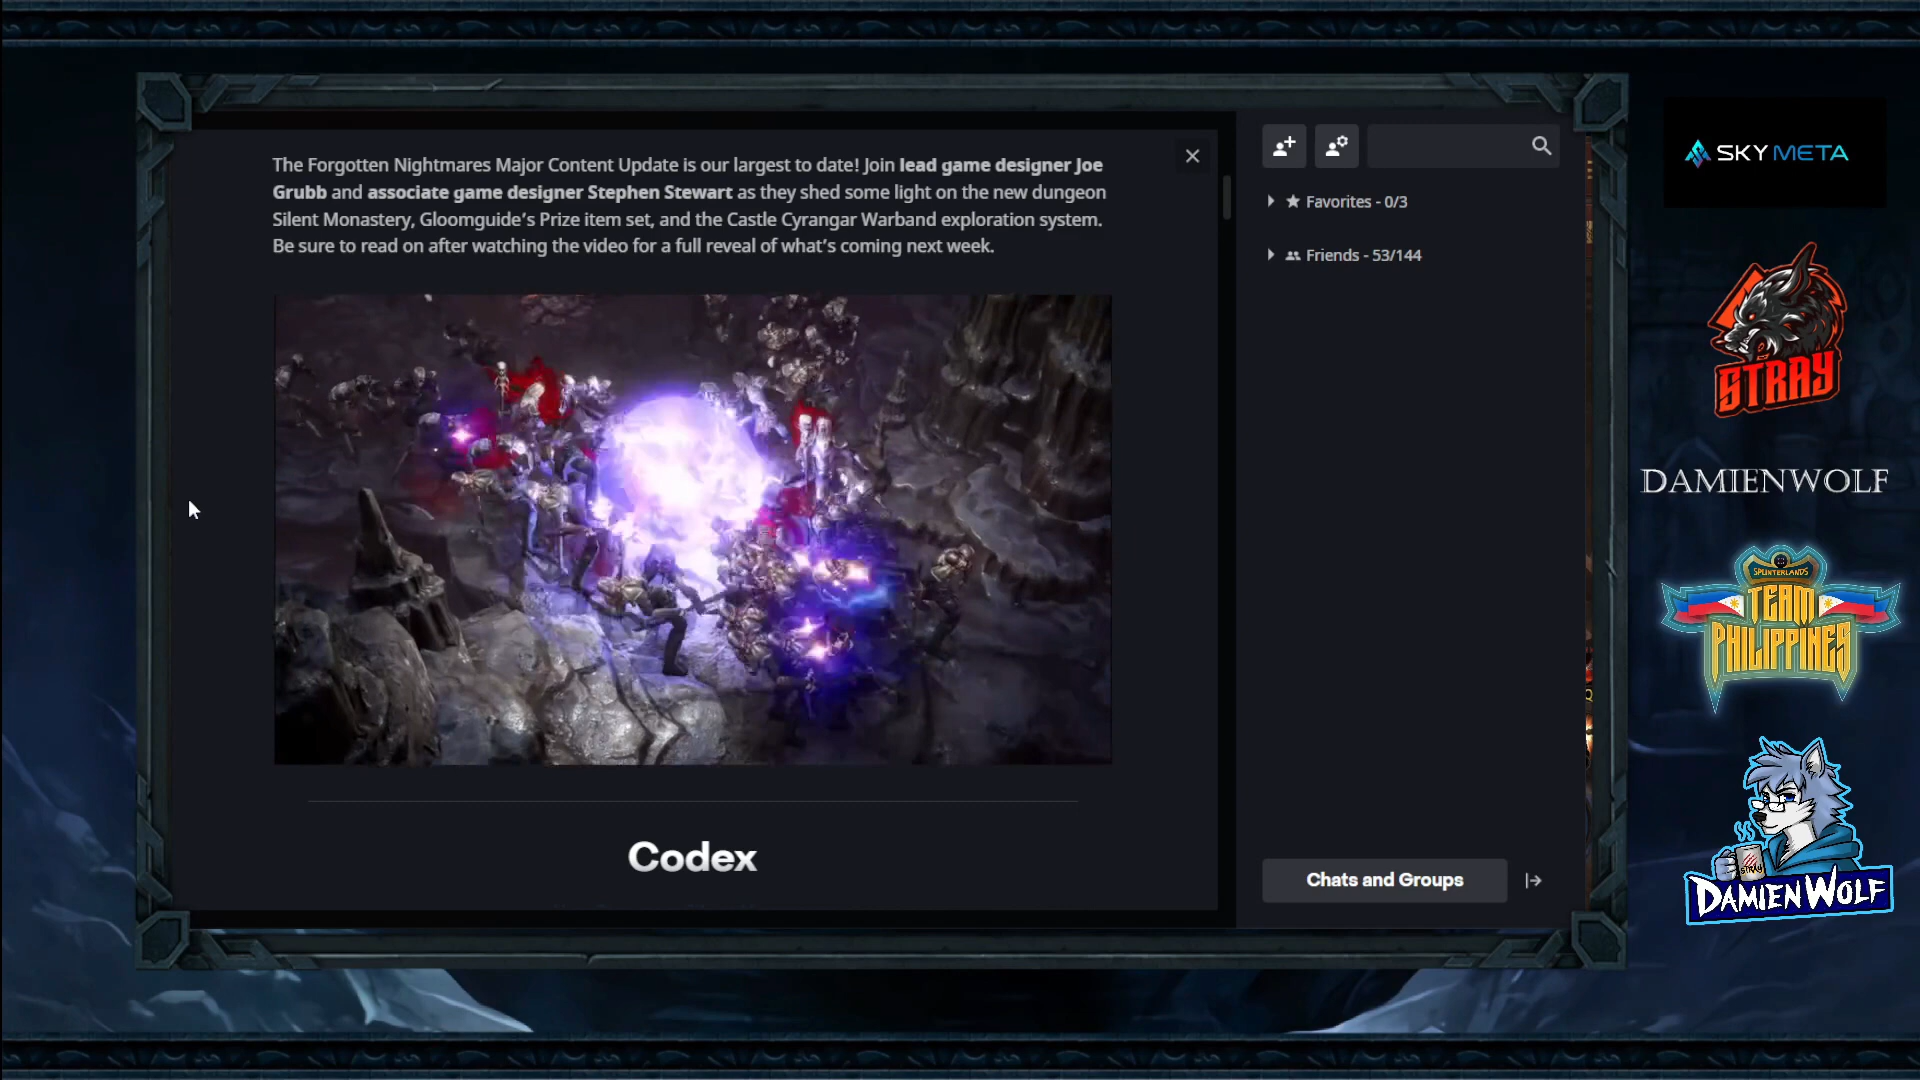 The Forgotten Nightmares Major Content Update is our largest to date! Join lead game designer Joe
Grubb and associate game designer Stephen Stewart as they shed some light on the new dungeon
Silent Monastery, Gloomguide's Prize item set, and the Castle Cyrangar Warband exploration system.
Be sure to read on after watching the video for a full reveal of what's coming next week.
Codex
Favorites - 0/3
Friends - 53/144
Chats and Groups
SKY META
STRAY
DAMIENWOLF
SPLINTERLANDS
TEAM
PHILIPPINES
STRAY
DAMIEN WOLF